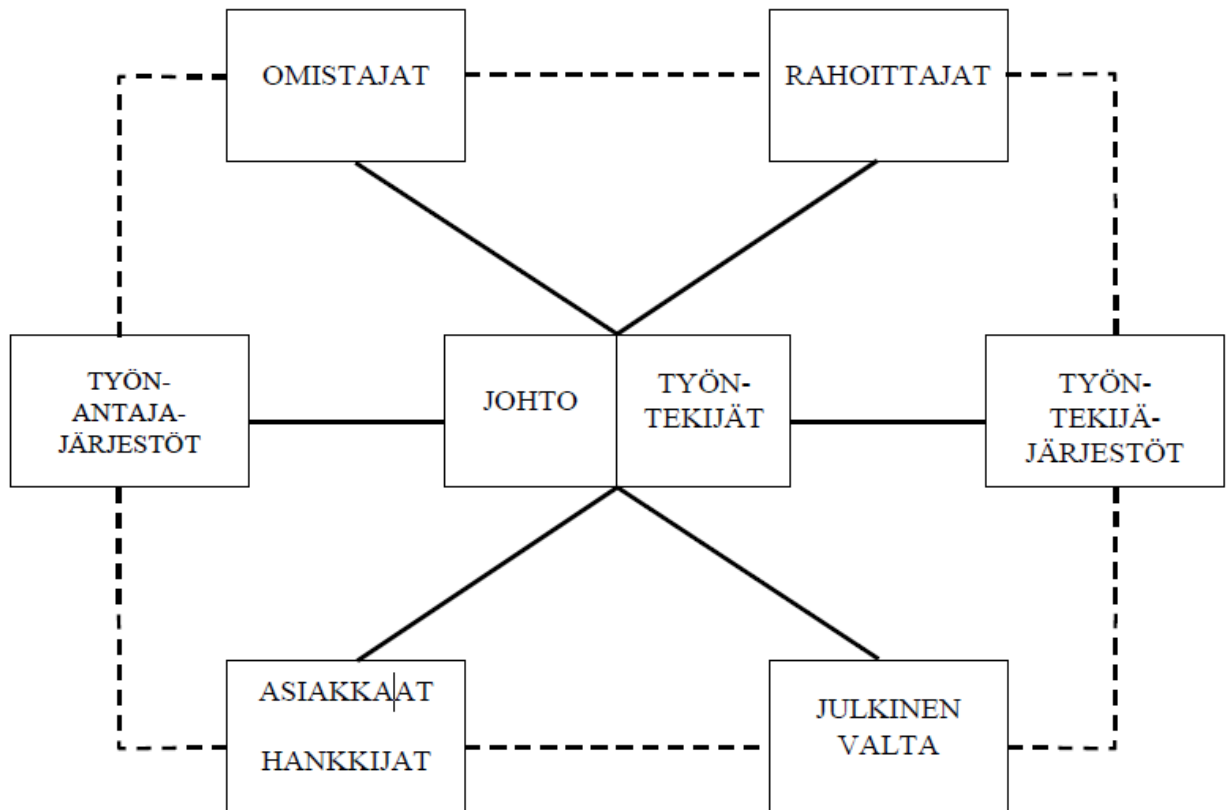 OMISTAJAT
RAHOITTAJAT
TYÖN-
ANTAJA-
JÄRJESTÖT
JOHTO
TYÖN-
TEKIJÄT
TYÖN-
TEKIJÄ-
JÄRJESTÖT
ASIAKKAAT
HANKKIJAT
JULKINEN
VALTA